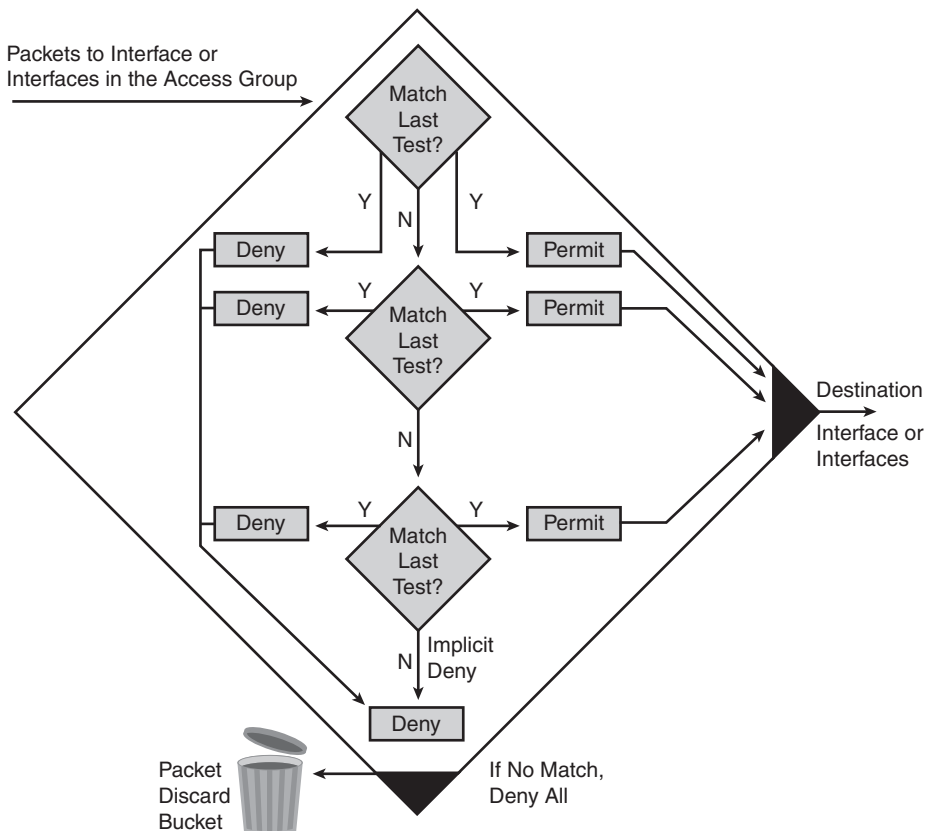 Packets to Interface or
Interfaces in the Access Group
Match
Last
Test?
Y
N
Y
Deny
Permit
Deny
Y
Y
Permit
Match
Last
Test?
Destination
Interface or
Interfaces
N
Deny
Y
Y
Permit
Match
Last
Test?
N
Implicit
Deny
Deny
Packet
Discard
Bucket
If No Match,
Deny All